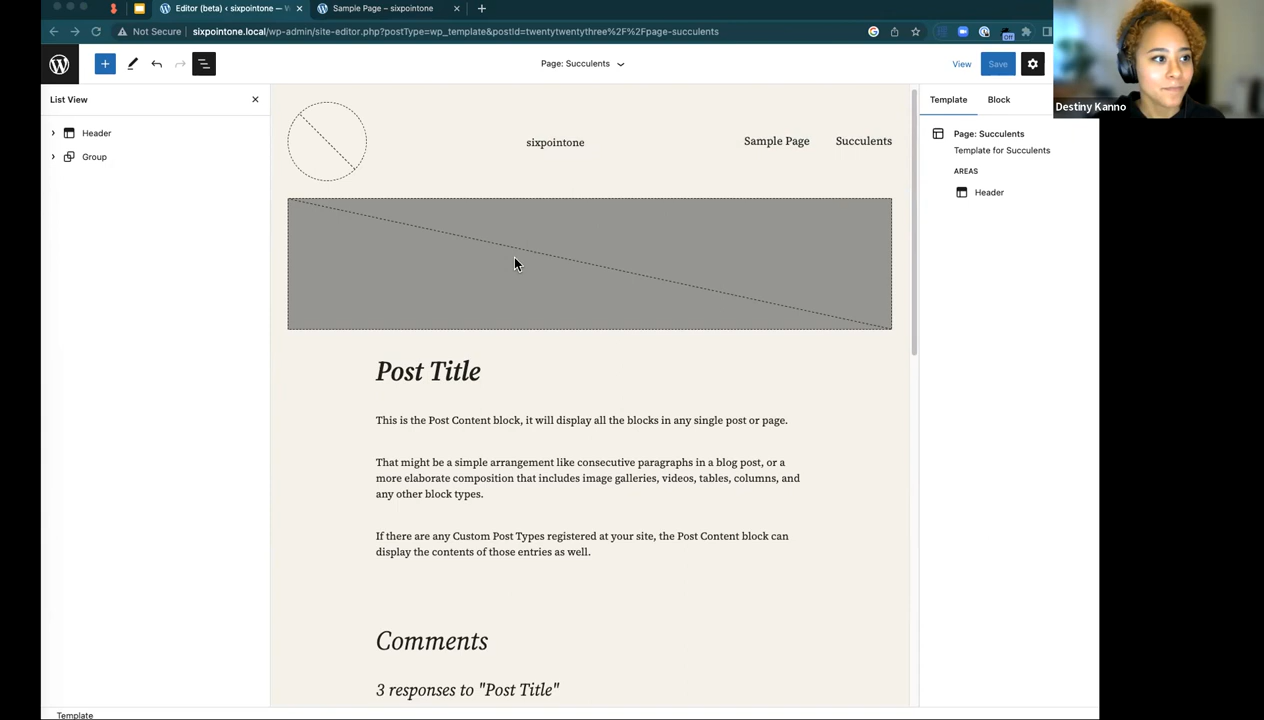 Editor (beta) ‹ sixpointone —
Sample Page – sixpointone
Not Secure
sixpointone.local/wp-admin/site-editor.php?postType=wp_template&postId=twentytwentythree%2F%2Fpage-succulents
Off
Page: Succulents
View
Save
List View
Header
Group
sixpointone
Sample Page
Succulents
Post Title
This is the Post Content block, it will display all the blocks in any single post or page.
That might be a simple arrangement like consecutive paragraphs in a blog post, or a
more elaborate composition that includes image galleries, videos, tables, columns, and
any other block types.
If there are any Custom Post Types registered at your site, the Post Content block can
display the contents of those entries as well.
Comments
3 responses to "Post Title"
Template
Block
Page: Succulents
Template for Succulents
AREAS
Header
Destiny Kanno
Template